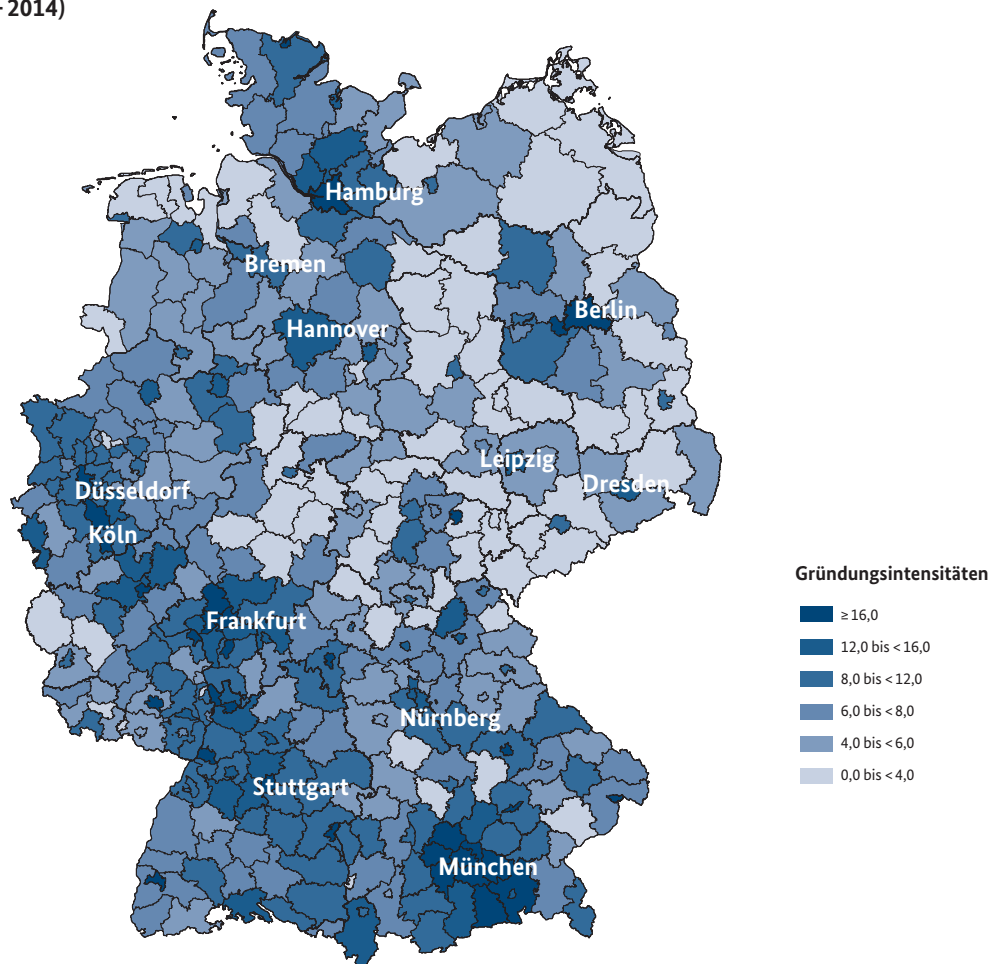 - 2014)
Hamburg
Bremen
Berlin
Hannover
Leipzig
Dresden
Düsseldorf
Köln
Frankfurt
Nürnberg
Stuttgart
München
Gründungsintensitäten
≥ 16,0
12,0 bis < 16,0
8,0 bis < 12,0
6,0 bis < 8,0
4,0 bis < 6,0
0,0 bis < 4,0